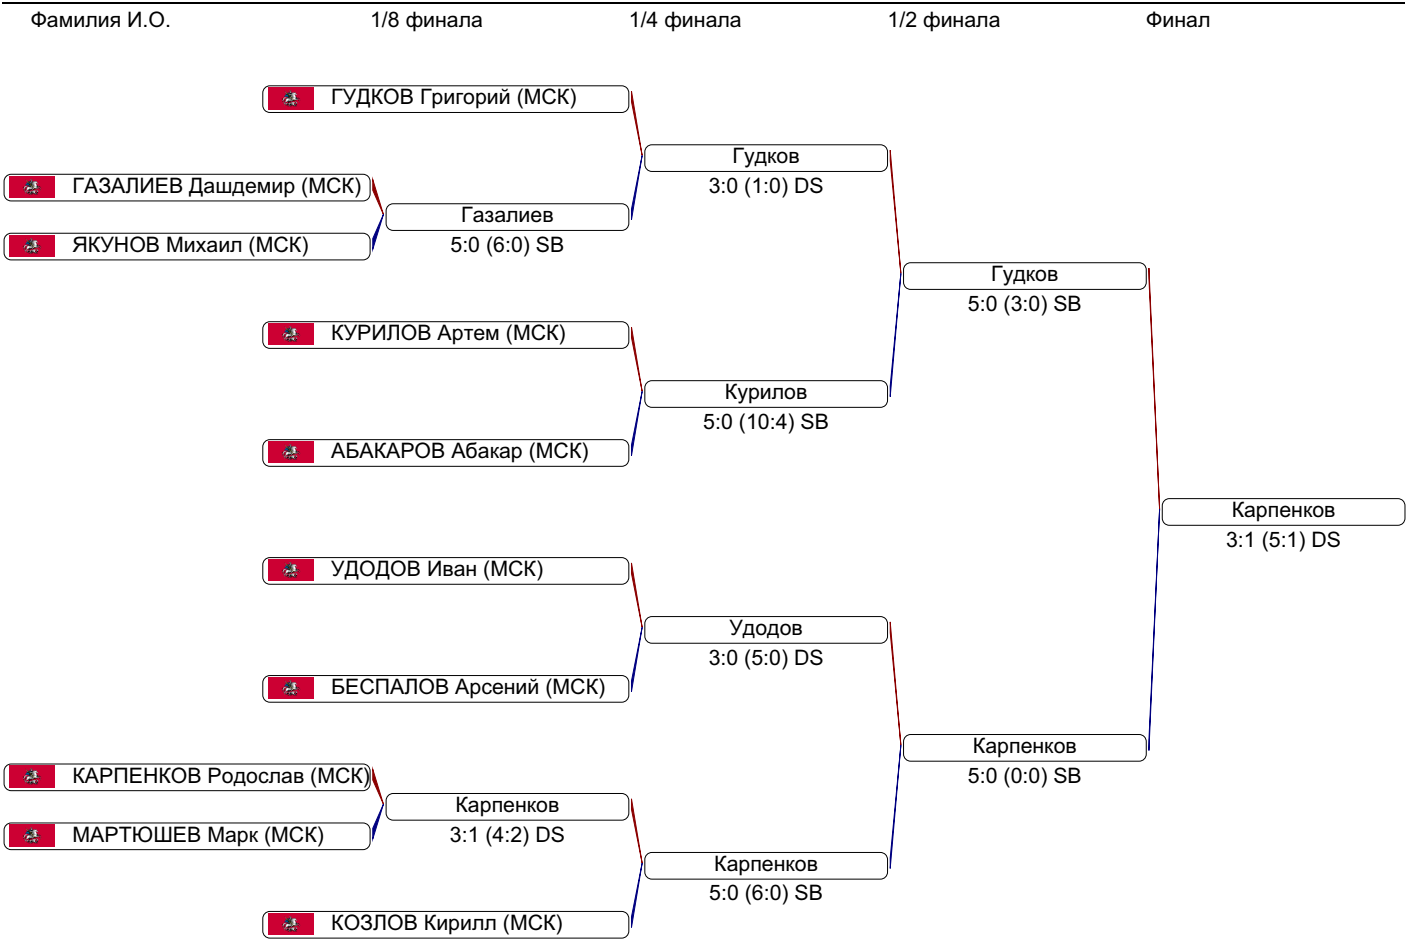 Фамилия И.О. 1/8 финала 1/4 финала 1/2 финала Финал
ГУДКОВ Григорий (МСК)
Гудков
3:0 (1:0) DS
ГАЗАЛИЕВ Дашдемир (МСК)
Газалиев
5:0 (6:0) SB
ЯКУНОВ Михаил (МСК)
Гудков
5:0 (3:0) SB
КУРИЛОВ Артем (МСК)
Курилов
5:0 (10:4) SB
АБАКАРОВ Абакар (МСК)
Карпенков
3:1 (5:1) DS
УДОДОВ Иван (МСК)
Удодов
3:0 (5:0) DS
БЕСПАЛОВ Арсений (МСК)
Карпенков
5:0 (0:0) SB
КАРПЕНКОВ Родослав (МСК)
Карпенков
3:1 (4:2) DS
МАРТЮШЕВ Марк (МСК)
Карпенков
5:0 (6:0) SB
КОЗЛОВ Кирилл (МСК)